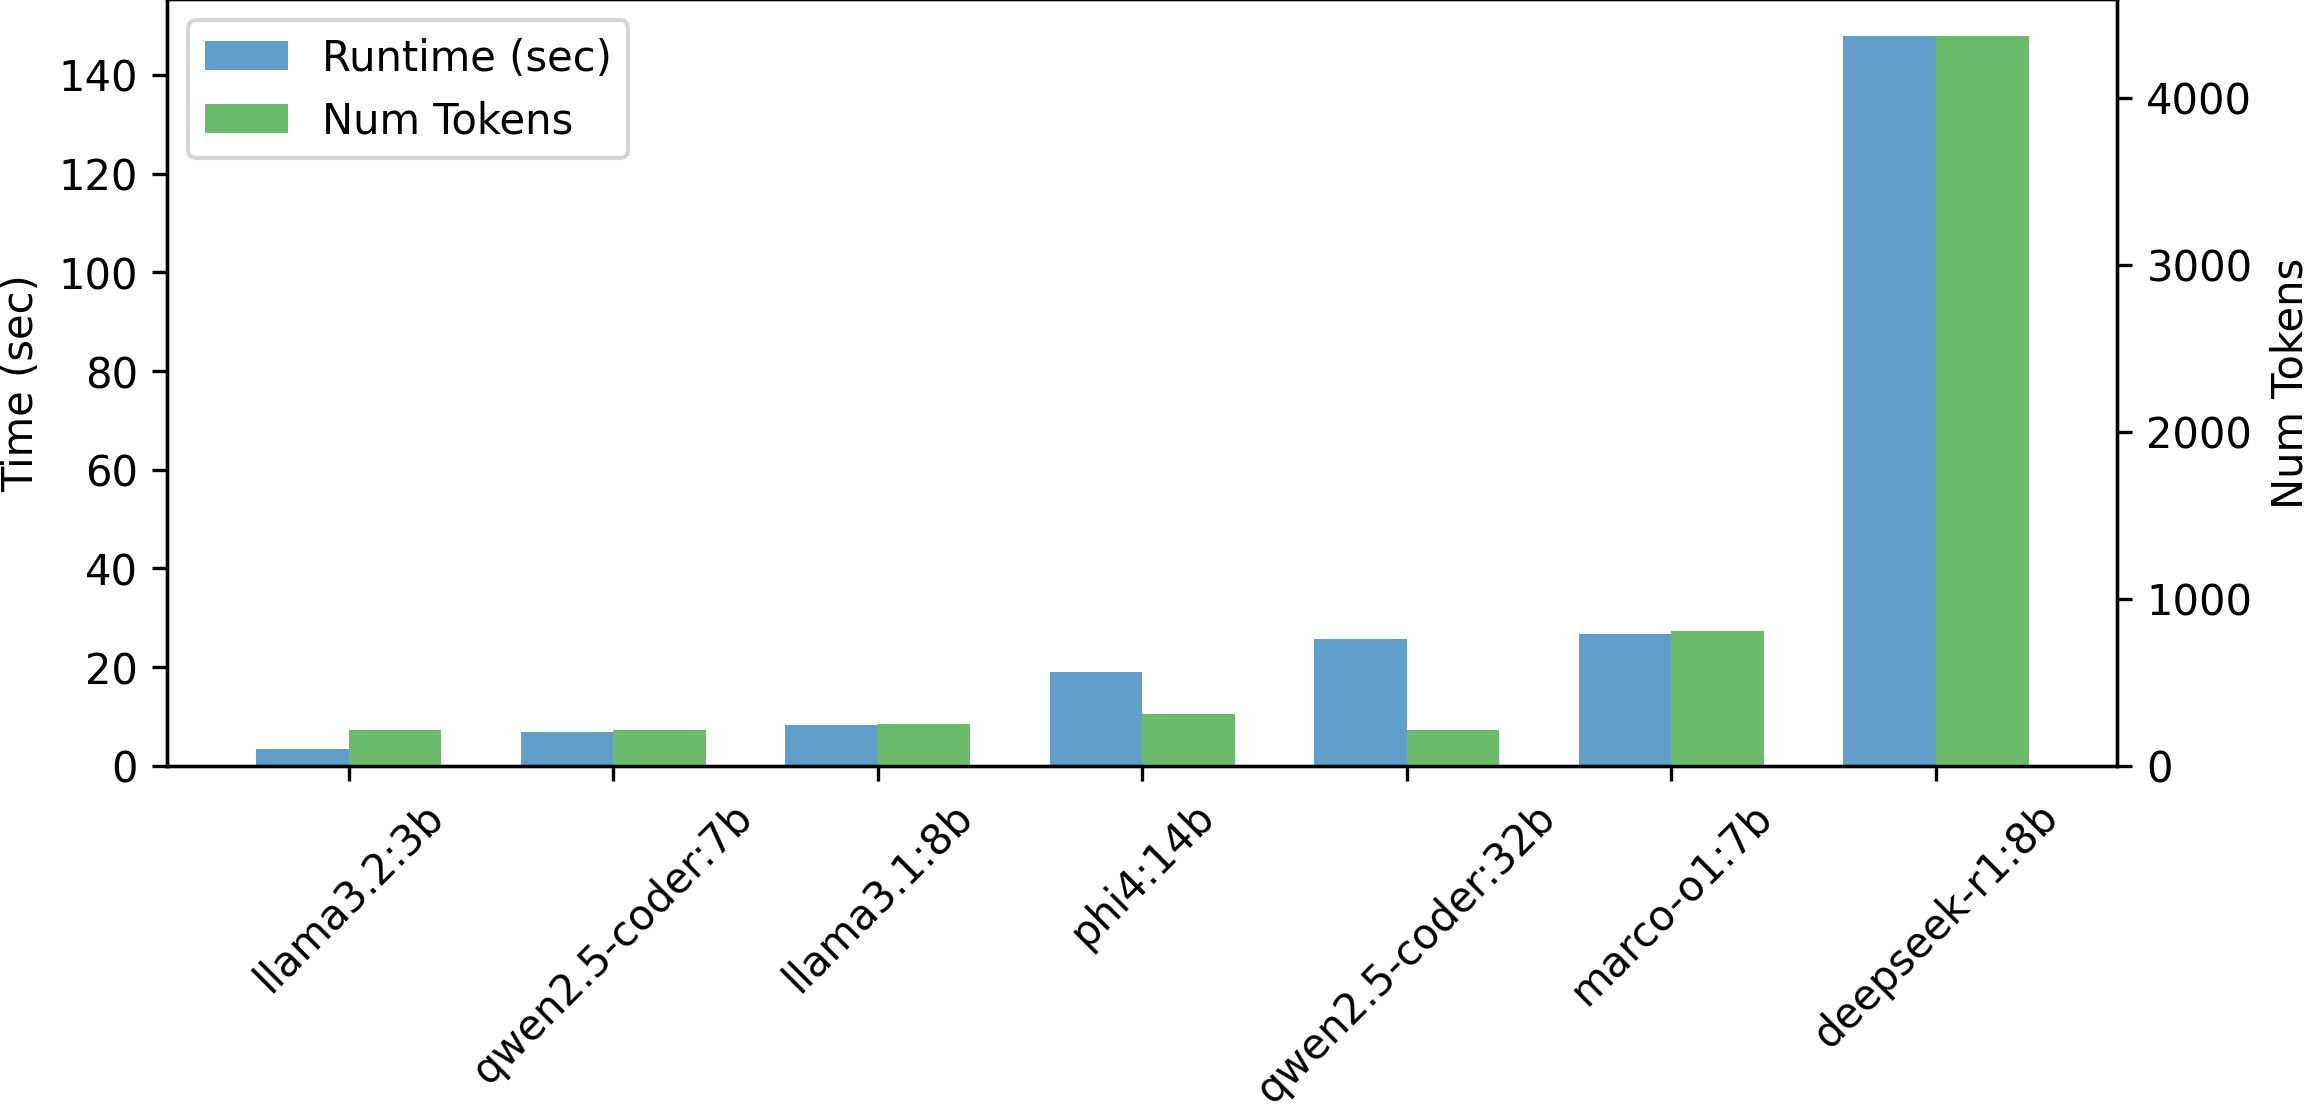 Runtime (sec)
Num Tokens
Time (sec)
140
120
100
80
60
40
20
0
Num Tokens
4000
3000
2000
1000
0
llama3.2:3b
qwen2.5-coder:7b
llama3.1:8b
phi4:14b
qwen2.5-coder:32b
marco-o1:7b
deepseek-r1:8b